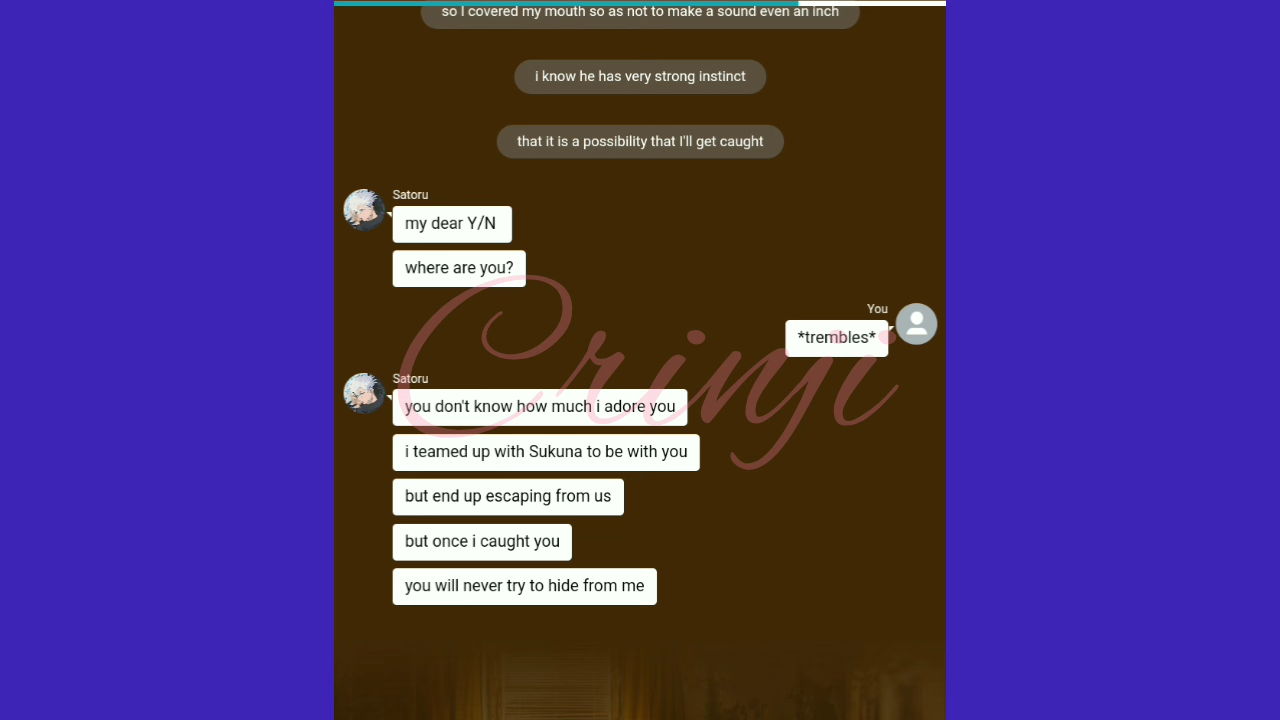 so I covered my mouth so as not to make a sound even an inch
i know he has very strong instinct
that it is a possibility that I'll get caught
Satoru
my dear Y/N
where are you?
You
*trembles*
Satoru
you don't know how much i adore you
i teamed up with Sukuna to be with you
but end up escaping from us
but once i caught you
you will never try to hide from me
Cringi